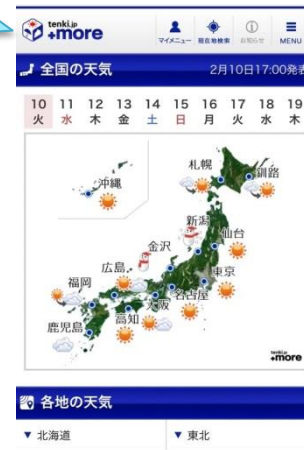 tenki.jp
+more
マイメニュー 現在地検索 お知らせ MENU
全国の天気 2月10日17:00発表
10 11 12 13 14 15 16 17 18 19
火 水 木 金 土 日 月 火 水 木
札幌
釧路
沖縄
新潟
仙台
金沢
広島
東京
福岡
名古屋
大阪
高知
鹿児島
tenki.jp
+more
各地の天気
▼ 北海道 ▼ 東北